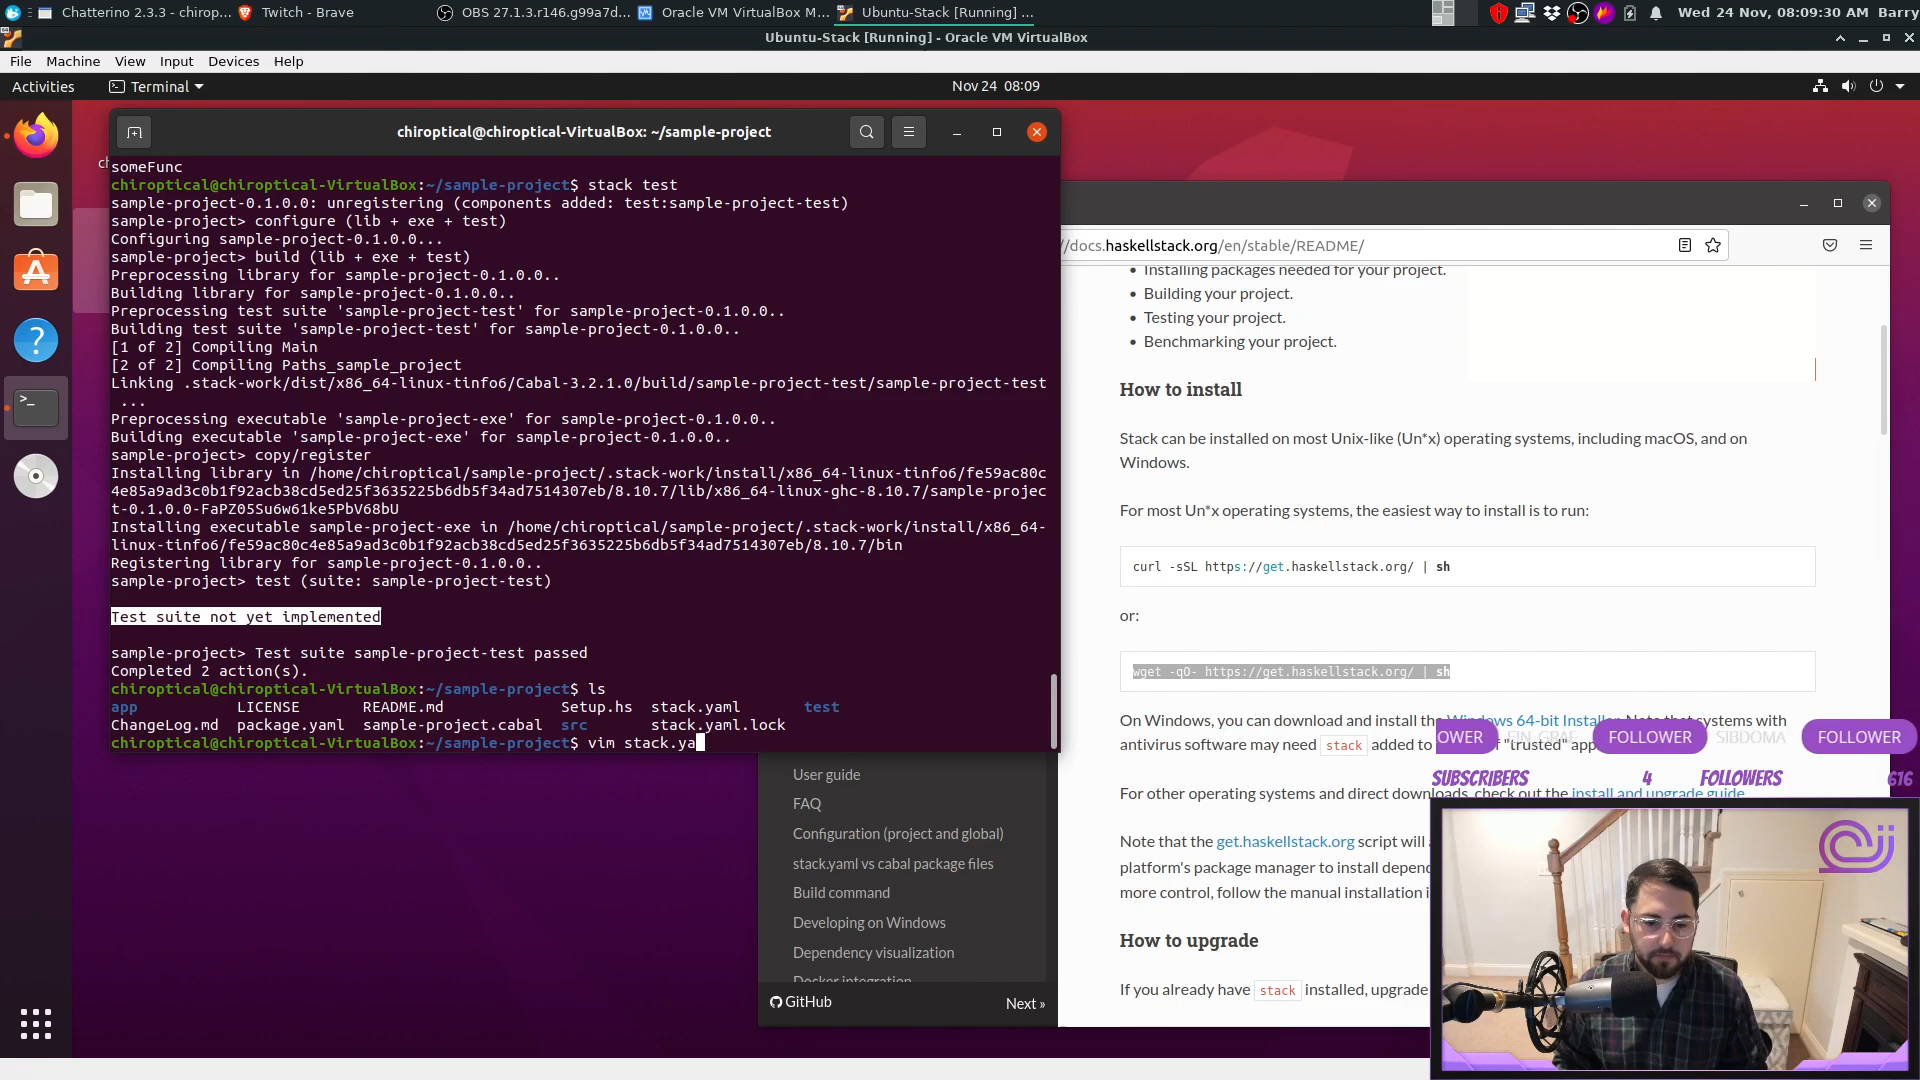 Chatterino 2.3.3 - chirop... Twitch - Brave OBS 27.1.3.r146.g99a7d... Oracle VM VirtualBox M... Ubuntu-Stack [Running] ... Wed 24 Nov, 08:09:30 AM Barry
Ubuntu-Stack [Running] - Oracle VM VirtualBox
File Machine View Input Devices Help
Activities Terminal Nov 24 08:09
chiroptical@chiroptical-VirtualBox: ~/sample-project
someFunc
chiroptical@chiroptical-VirtualBox:~/sample-project$ stack test
sample-project-0.1.0.0: unregistering (components added: test:sample-project-test)
sample-project> configure (lib + exe + test)
Configuring sample-project-0.1.0.0...
sample-project> build (lib + exe + test)
Preprocessing library for sample-project-0.1.0.0..
Building library for sample-project-0.1.0.0..
Preprocessing test suite 'sample-project-test' for sample-project-0.1.0.0..
Building test suite 'sample-project-test' for sample-project-0.1.0.0..
[1 of 2] Compiling Main
[2 of 2] Compiling Paths_sample_project
Linking .stack-work/dist/x86_64-linux-tinfo6/Cabal-3.2.1.0/build/sample-project-test/sample-project-test
...
Preprocessing executable 'sample-project-exe' for sample-project-0.1.0.0..
Building executable 'sample-project-exe' for sample-project-0.1.0.0..
sample-project> copy/register
Installing library in /home/chiroptical/sample-project/.stack-work/install/x86_64-linux-tinfo6/fe59ac80c
4e85a9ad3c0b1f92acb38cd5ed25f3635225b6db5f34ad7514307eb/8.10.7/lib/x86_64-linux-ghc-8.10.7/sample-projec
t-0.1.0.0-FaPZ05Su6w61ke5PbV68bU
Installing executable sample-project-exe in /home/chiroptical/sample-project/.stack-work/install/x86_64-
linux-tinfo6/fe59ac80c4e85a9ad3c0b1f92acb38cd5ed25f3635225b6db5f34ad7514307eb/8.10.7/bin
Registering library for sample-project-0.1.0.0..
sample-project> test (suite: sample-project-test)
Test suite not yet implemented
sample-project> Test suite sample-project-test passed
Completed 2 action(s).
chiroptical@chiroptical-VirtualBox:~/sample-project$ ls
app LICENSE README.md Setup.hs stack.yaml test
ChangeLog.md package.yaml sample-project.cabal src stack.yaml.lock
chiroptical@chiroptical-VirtualBox:~/sample-project$ vim stack.ya
//docs.haskellstack.org/en/stable/README/
Installing packages needed for your project.
Building your project.
Testing your project.
Benchmarking your project.
How to install
Stack can be installed on most Unix-like (Un*x) operating systems, including macOS, and on
Windows.
For most Un*x operating systems, the easiest way to install is to run:
curl -sSL https://get.haskellstack.org/ | sh
or:
wget -qO- https://get.haskellstack.org/ | sh
On Windows, you can download and install the Windows 64-bit Installer. Note that systems with
antivirus software may need stack added to "trusted" app
For other operating systems and direct downloads, check out the install and upgrade guide
Note that the get.haskellstack.org script will
platform's package manager to install depend
more control, follow the manual installation i
How to upgrade
If you already have stack installed, upgrade
User guide
FAQ
Configuration (project and global)
stack.yaml vs cabal package files
Build command
Developing on Windows
Dependency visualization
Docker integration
GitHub Next »
OWER EIN_GRAF FOLLOWER SIBDOMA FOLLOWER
SUBSCRIBERS 4 FOLLOWERS 616